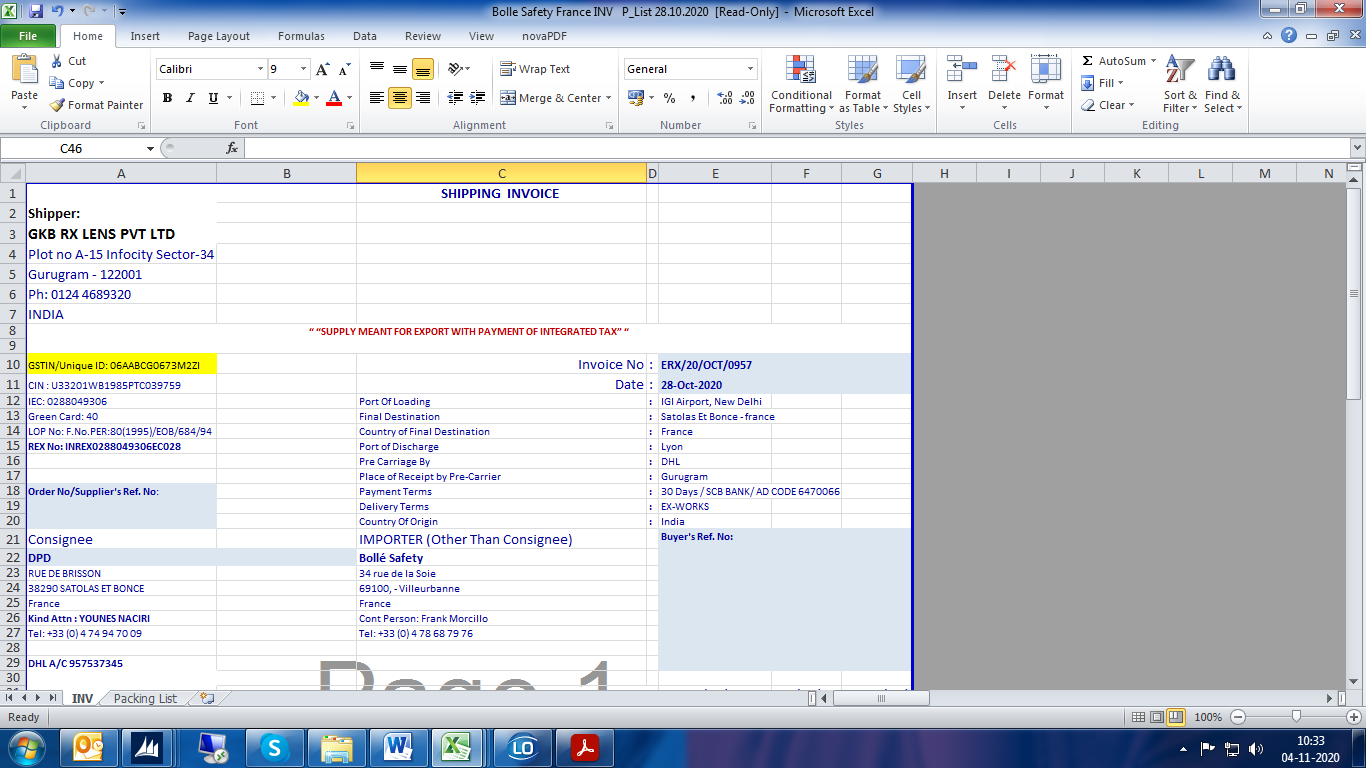 Bolle Safety France INV P_List 28.10.2020 [Read-Only] - Microsoft Excel
File Home Insert Page Layout Formulas Data Review View novaPDF
Paste Cut Copy Format Painter Clipboard
Calibri 9 B I U A A A Font
Wrap Text Merge & Center Alignment
General % , .0 .00 .00 .0 Number
Conditional Formatting Format as Table Cell Styles Styles
Insert Delete Format Cells
Σ AutoSum Fill Clear Sort & Filter Find & Select Editing
C46 fx
A B C D E F G H I J K L M N
1 SHIPPING INVOICE
2 Shipper:
3 GKB RX LENS PVT LTD
4 Plot no A-15 Infocity Sector-34
5 Gurugram - 122001
6 Ph: 0124 4689320
7 INDIA
8 “ “SUPPLY MEANT FOR EXPORT WITH PAYMENT OF INTEGRATED TAX” “
9
10 GSTIN/Unique ID: 06AABCG0673M2ZI Invoice No : ERX/20/OCT/0957
11 CIN : U33201WB1985PTC039759 Date : 28-Oct-2020
12 IEC: 0288049306 Port Of Loading : IGI Airport, New Delhi
13 Green Card: 40 Final Destination : Satolas Et Bonce - france
14 LOP No: F.No.PER:80(1995)/EOB/684/94 Country of Final Destination : France
15 REX No: INREX0288049306EC028 Port of Discharge : Lyon
16 Pre Carriage By : DHL
17 Place of Receipt by Pre-Carrier : Gurugram
18 Order No/Supplier's Ref. No: Payment Terms : 30 Days / SCB BANK/ AD CODE 6470066
19 Delivery Terms : EX-WORKS
20 Country Of Origin : India
21 Consignee IMPORTER (Other Than Consignee) Buyer's Ref. No:
22 DPD Bollé Safety
23 RUE DE BRISSON 34 rue de la Soie
24 38290 SATOLAS ET BONCE 69100, - Villeurbanne
25 France France
26 Kind Attn : YOUNES NACIRI Cont Person: Frank Morcillo
27 Tel: +33 (0) 4 74 94 70 09 Tel: +33 (0) 4 78 68 79 76
28
29 DHL A/C 957537345
30 Page 1
INV Packing List
Ready 100%
10:33
04-11-2020